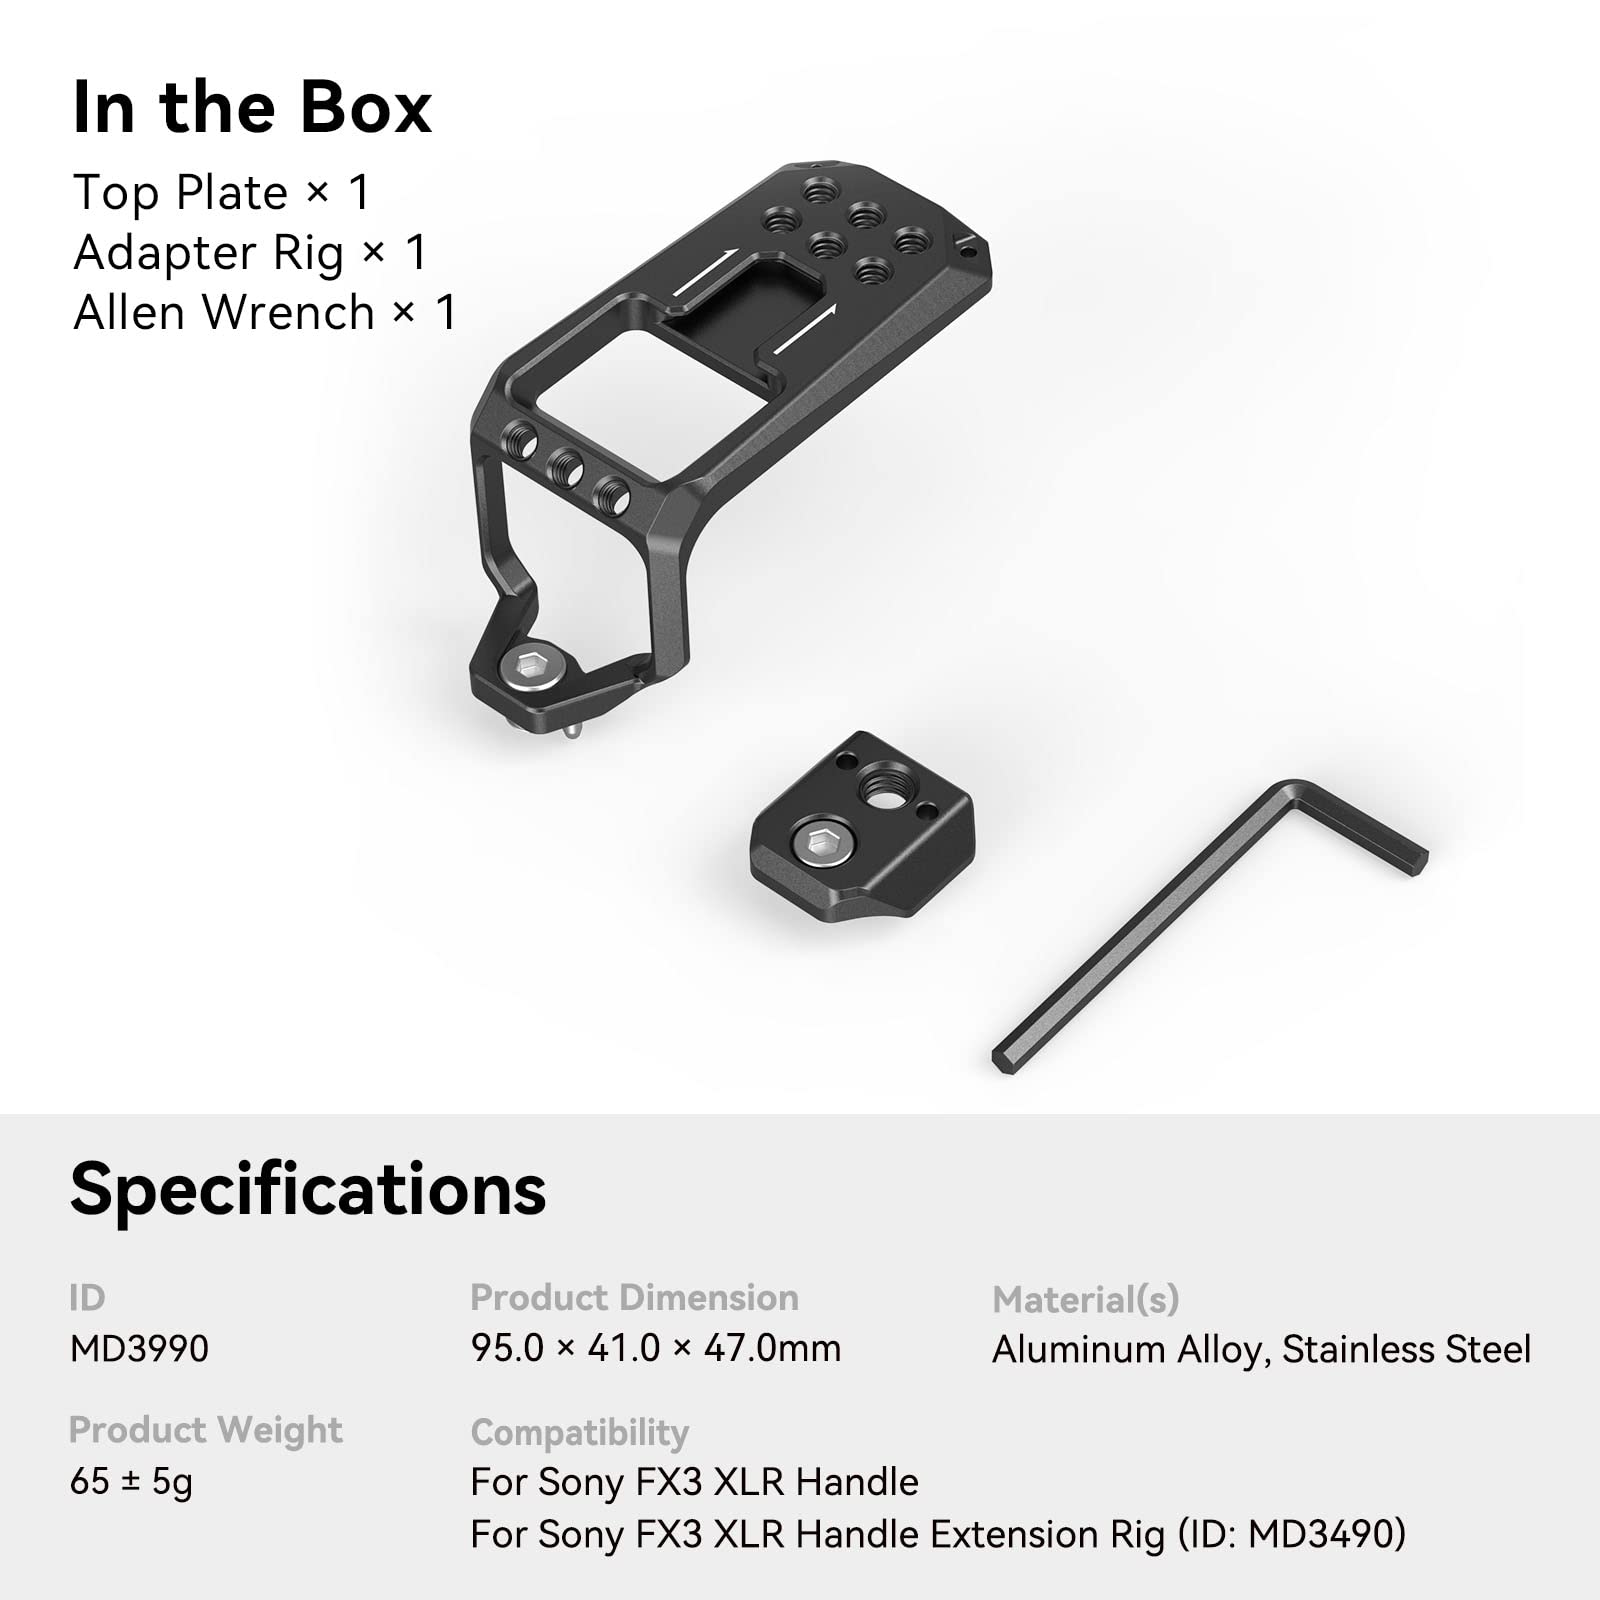 In the Box
Top Plate × 1
Adapter Rig × 1
Allen Wrench × 1
Specifications
ID
MD3990
Product Dimension
95.0 × 41.0 × 47.0mm
Material(s)
Aluminum Alloy, Stainless Steel
Product Weight
65 ± 5g
Compatibility
For Sony FX3 XLR Handle
For Sony FX3 XLR Handle Extension Rig (ID: MD3490)